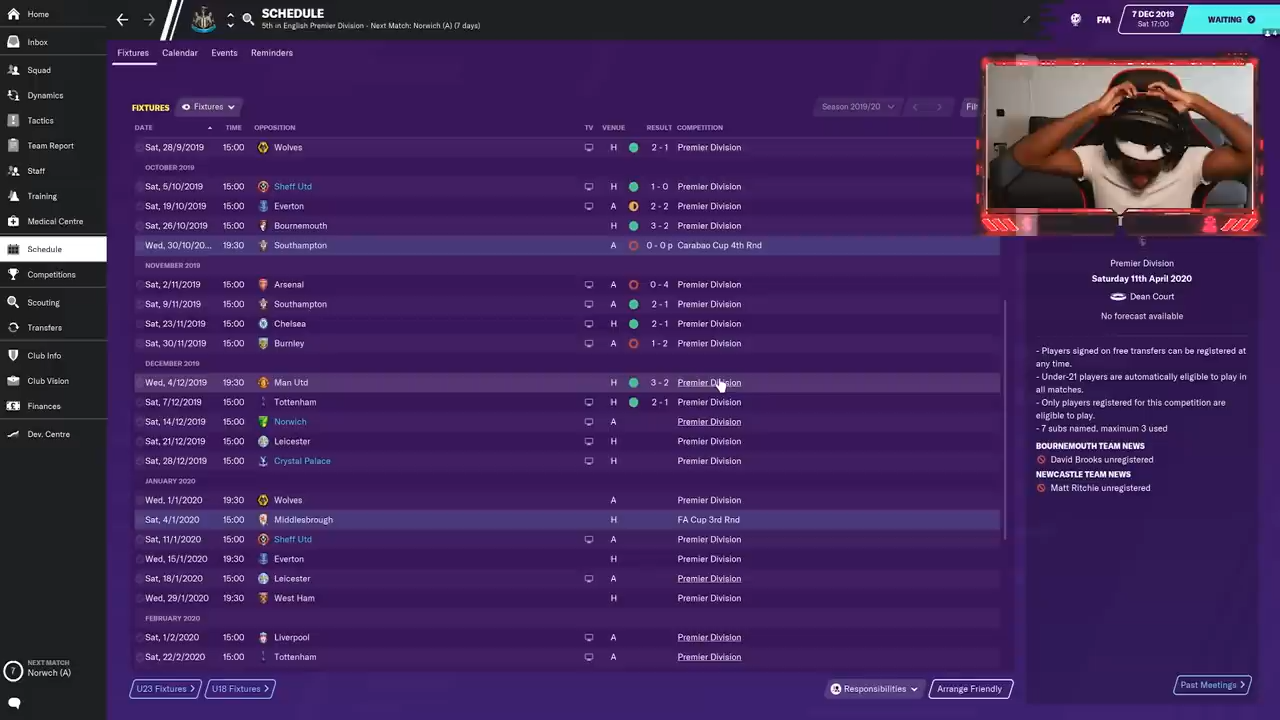 Home
Inbox
Squad
Dynamics
Tactics
Team Report
Staff
Training
Medical Centre
Schedule
Competitions
Scouting
Transfers
Club Info
Club Vision
Finances
Dev. Centre
7
NEXT MATCH
Norwich (A)
SCHEDULE
5th in English Premier Division - Next Match: Norwich (A) (7 days)
FM
7 DEC 2019
Sat 17:00
WAITING
4
Fixtures Calendar Events Reminders
FIXTURES Fixtures Season 2019/20
DATE TIME OPPOSITION TV VENUE RESULT COMPETITION
Sat, 28/9/2019 15:00 Wolves H 2 - 1 Premier Division
OCTOBER 2019
Sat, 5/10/2019 15:00 Sheff Utd H 1 - 0 Premier Division
Sat, 19/10/2019 15:00 Everton A 2 - 2 Premier Division
Sat, 26/10/2019 15:00 Bournemouth H 3 - 2 Premier Division
Wed, 30/10/20... 19:30 Southampton A 0 - 0 p Carabao Cup 4th Rnd
NOVEMBER 2019
Sat, 2/11/2019 15:00 Arsenal A 0 - 4 Premier Division
Sat, 9/11/2019 15:00 Southampton A 2 - 1 Premier Division
Sat, 23/11/2019 15:00 Chelsea H 2 - 1 Premier Division
Sat, 30/11/2019 15:00 Burnley A 1 - 2 Premier Division
DECEMBER 2019
Wed, 4/12/2019 19:30 Man Utd H 3 - 2 Premier Division
Sat, 7/12/2019 15:00 Tottenham H 2 - 1 Premier Division
Sat, 14/12/2019 15:00 Norwich A Premier Division
Sat, 21/12/2019 15:00 Leicester H Premier Division
Sat, 28/12/2019 15:00 Crystal Palace H Premier Division
JANUARY 2020
Wed, 1/1/2020 19:30 Wolves A Premier Division
Sat, 4/1/2020 15:00 Middlesbrough H FA Cup 3rd Rnd
Sat, 11/1/2020 15:00 Sheff Utd A Premier Division
Wed, 15/1/2020 19:30 Everton H Premier Division
Sat, 18/1/2020 15:00 Leicester A Premier Division
Wed, 29/1/2020 19:30 West Ham H Premier Division
FEBRUARY 2020
Sat, 1/2/2020 15:00 Liverpool A Premier Division
Sat, 22/2/2020 15:00 Tottenham A Premier Division
U23 Fixtures U18 Fixtures Responsibilities Arrange Friendly
Premier Division
Saturday 11th April 2020
Dean Court
No forecast available
- Players signed on free transfers can be registered at
any time.
- Under-21 players are automatically eligible to play in
all matches.
- Only players registered for this competition are
eligible to play.
- 7 subs named, maximum 3 used
BOURNEMOUTH TEAM NEWS
David Brooks unregistered
NEWCASTLE TEAM NEWS
Matt Ritchie unregistered
Past Meetings